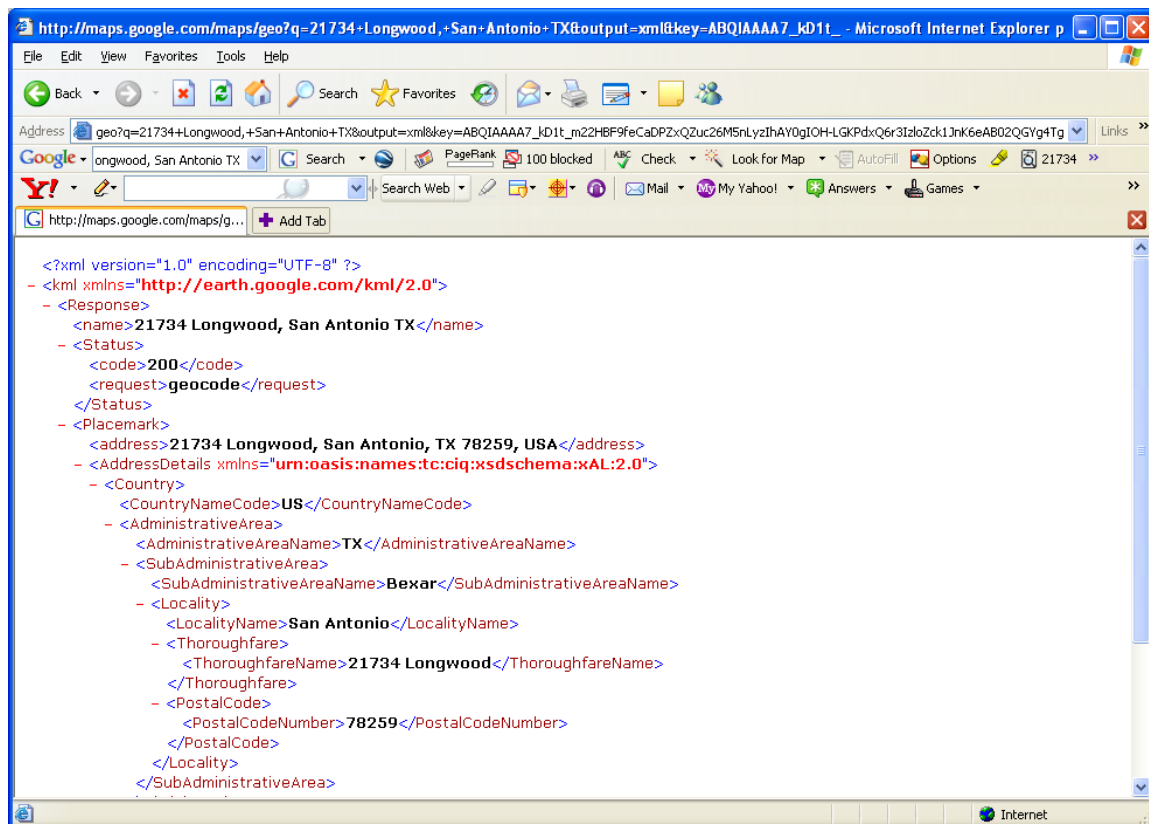 http://maps.google.com/maps/geo?q=21734+Longwood,+San+Antonio+TX&output=xml&key=ABQIAAAA7_kD1t_ - Microsoft Internet Explorer p
File Edit View Favorites Tools Help
Back Search Favorites
Address geo?q=21734+Longwood,+San+Antonio+TX&output=xml&key=ABQIAAAA7_kD1t_m22HBF9feCaDPZxQZuc26M5nLyzIhAY0gIOH-LGKPdxQ6r3IzloZck1JnK6eAB02QGYg4Tg Links »
Google ongwood, San Antonio TX G Search PageRank 100 blocked ABC Check Look for Map AutoFill Options 21734 »
Y! Search Web Mail My My Yahoo! Answers Games »
G http://maps.google.com/maps/g... Add Tab
<?xml version="1.0" encoding="UTF-8" ?>
- <kml xmlns="http://earth.google.com/kml/2.0">
- <Response>
<name>21734 Longwood, San Antonio TX</name>
- <Status>
<code>200</code>
<request>geocode</request>
</Status>
- <Placemark>
<address>21734 Longwood, San Antonio, TX 78259, USA</address>
- <AddressDetails xmlns="urn:oasis:names:tc:ciq:xsdschema:xAL:2.0">
- <Country>
<CountryNameCode>US</CountryNameCode>
- <AdministrativeArea>
<AdministrativeAreaName>TX</AdministrativeAreaName>
- <SubAdministrativeArea>
<SubAdministrativeAreaName>Bexar</SubAdministrativeAreaName>
- <Locality>
<LocalityName>San Antonio</LocalityName>
- <Thoroughfare>
<ThoroughfareName>21734 Longwood</ThoroughfareName>
</Thoroughfare>
- <PostalCode>
<PostalCodeNumber>78259</PostalCodeNumber>
</PostalCode>
</Locality>
</SubAdministrativeArea>
Internet